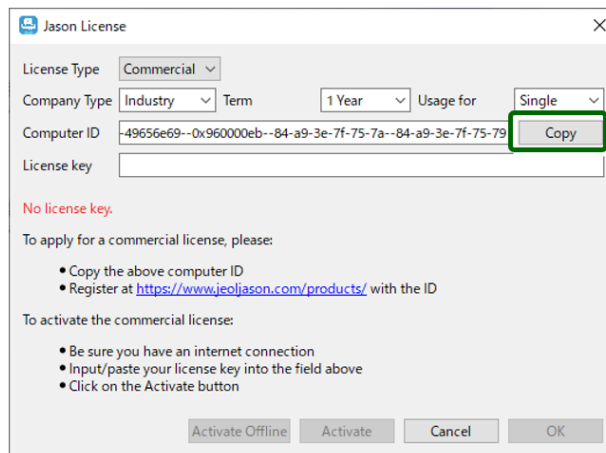 Jason License
License Type Commercial
Company Type Industry Term 1 Year Usage for Single
Computer ID -49656e69--0x960000eb--84-a9-3e-7f-75-7a--84-a9-3e-7f-75-79 Copy
License key
No license key.
To apply for a commercial license, please:
• Copy the above computer ID
• Register at https://www.jeoljason.com/products/ with the ID
To activate the commercial license:
• Be sure you have an internet connection
• Input/paste your license key into the field above
• Click on the Activate button
Activate Offline Activate Cancel OK